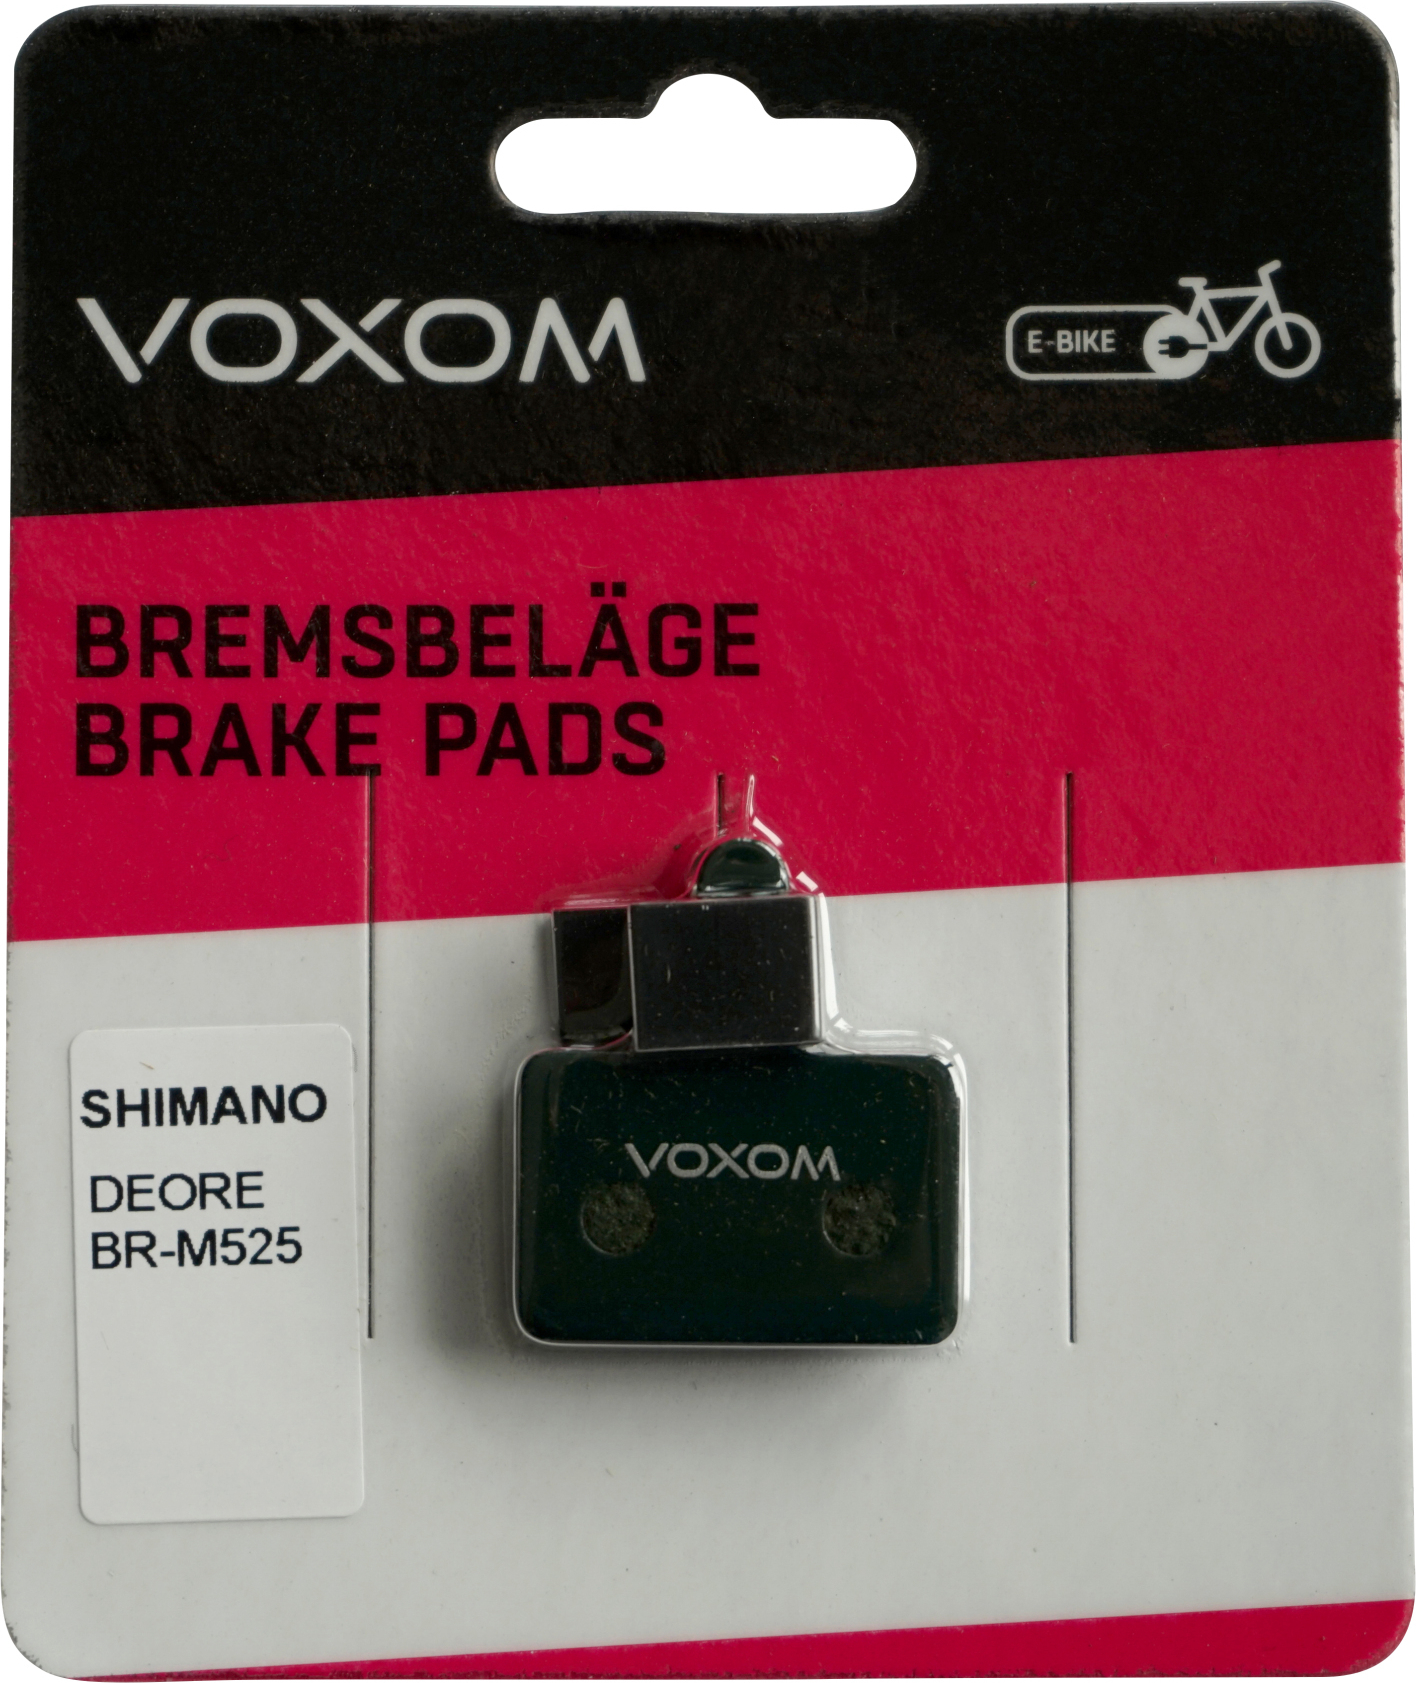 VOXOM
E-BIKE
BREMSBELÄGE
BRAKE PADS
SHIMANO
DEORE
BR-M525
VOXOM